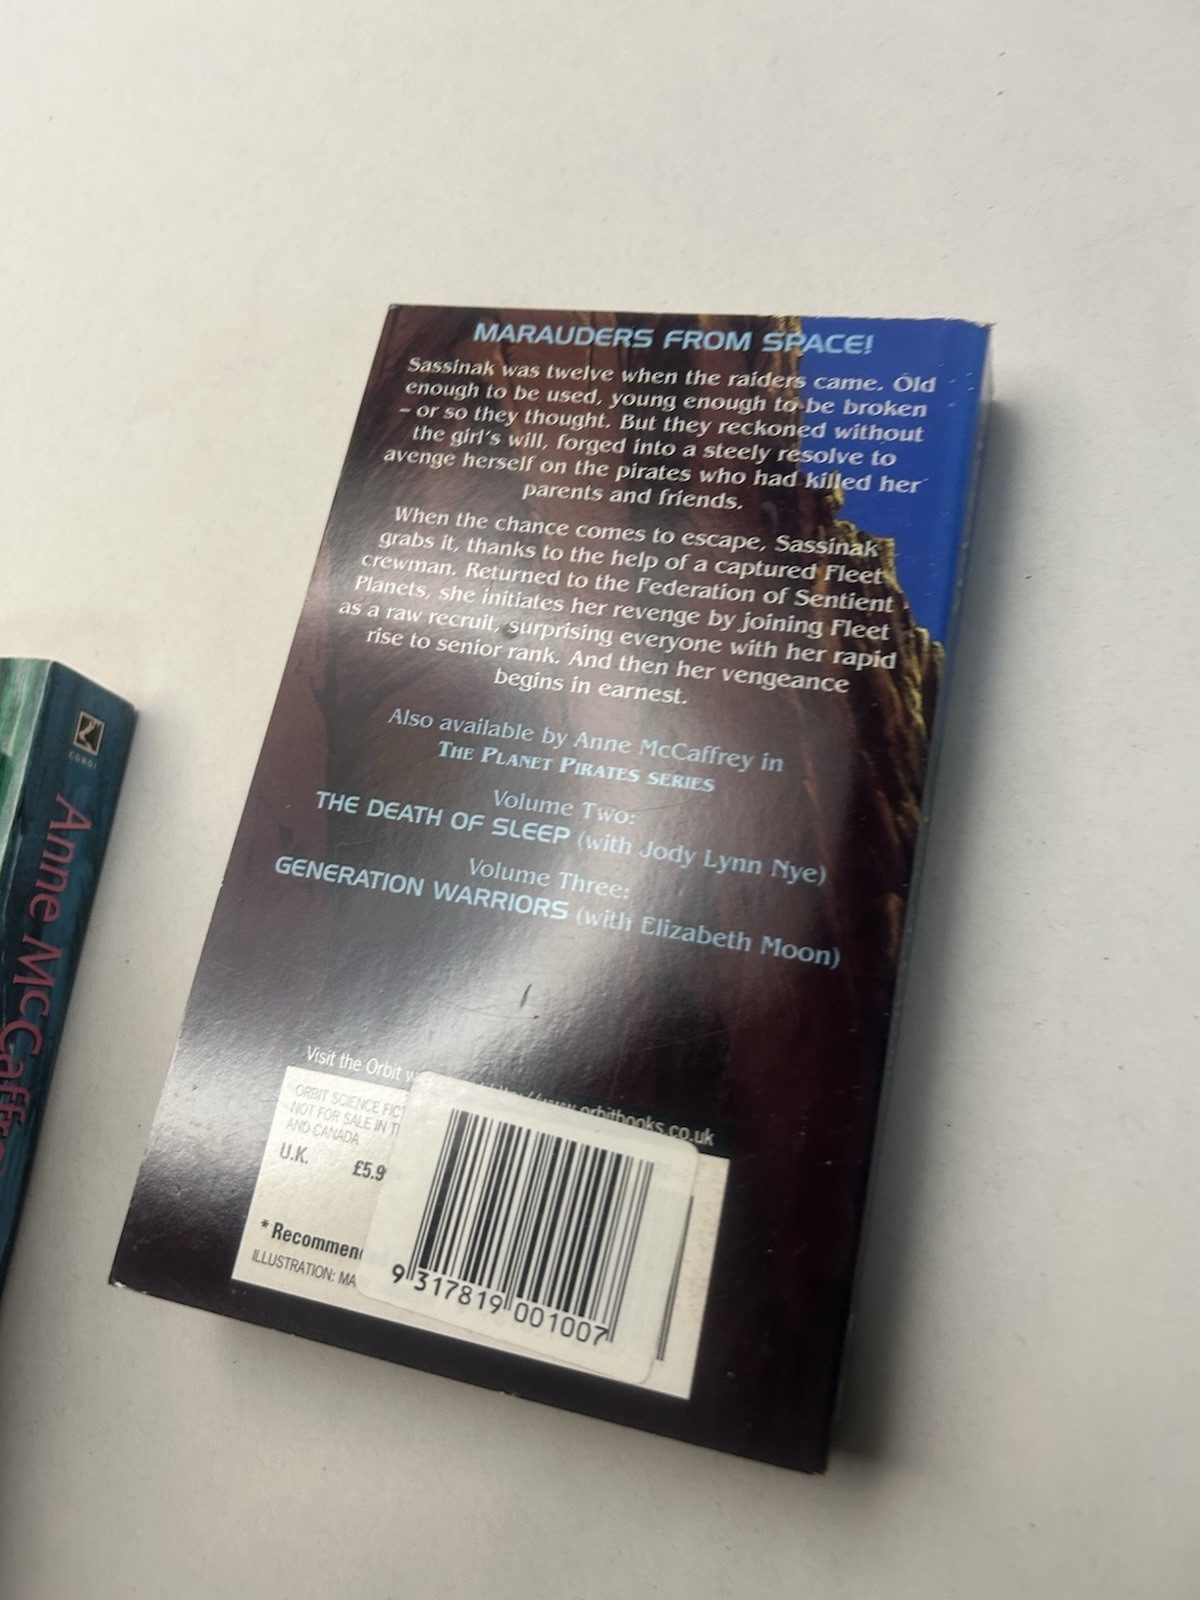 MARAUDERS FROM SPACE!
Sassinak was twelve when the raiders came. Old
enough to be used, young enough to be broken
– or so they thought. But they reckoned without
the girl's will, forged into a steely resolve to
avenge herself on the pirates who had killed her
parents and friends.
When the chance comes to escape, Sassinak
grabs it, thanks to the help of a captured Fleet
crewman. Returned to the Federation of Sentient
Planets, she initiates her revenge by joining Fleet
as a raw recruit, surprising everyone with her rapid
rise to senior rank. And then her vengeance
begins in earnest.
Also available by Anne McCaffrey in
THE PLANET PIRATES SERIES
Volume Two:
THE DEATH OF SLEEP (with Jody Lynn Nye)
Volume Three:
GENERATION WARRIORS (with Elizabeth Moon)
Visit the Orbit http://www.orbitbooks.co.uk
ORBIT SCIENCE
NOT FOR SALE IN
AND CANADA
U.K. £5.9
* Recommen
ILLUSTRATION: MA
9 317819 001007
CORGI
Anne McCaffre